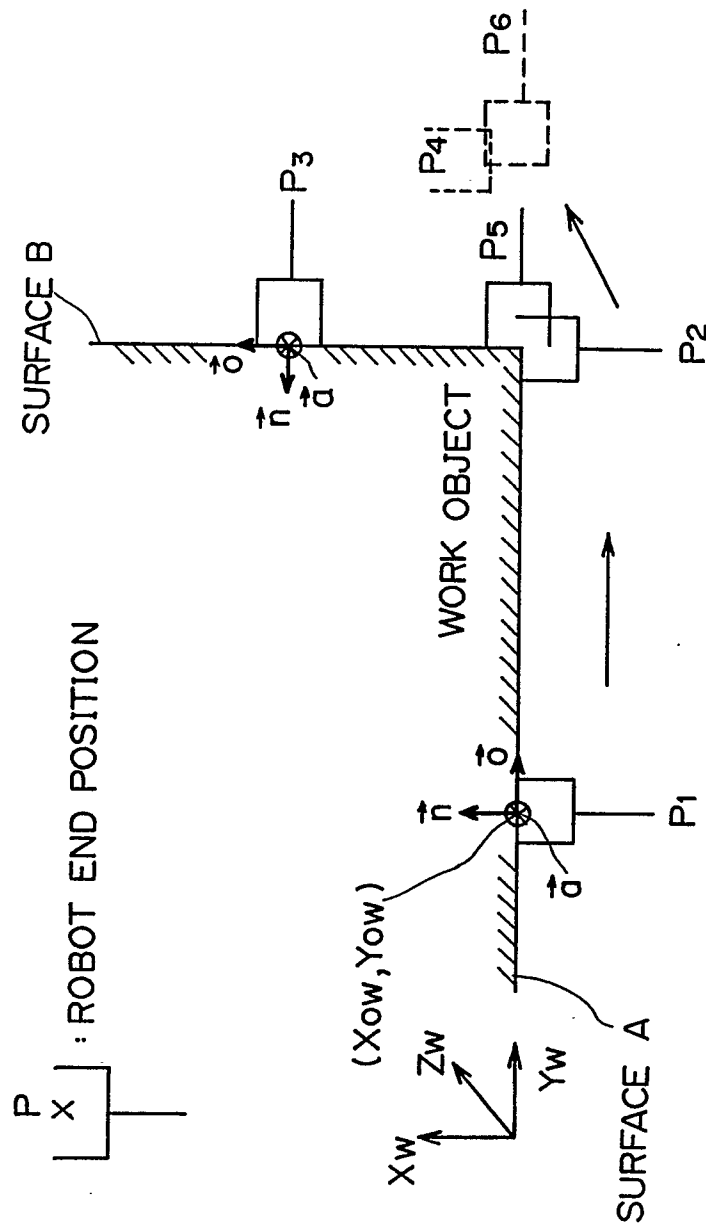 P
X
: ROBOT END POSITION
SURFACE B
o
n
a
P3
WORK OBJECT
P4
P6
P5
P2
(Xow,Yow)
n
o
a
P1
Xw
Zw
Yw
SURFACE A